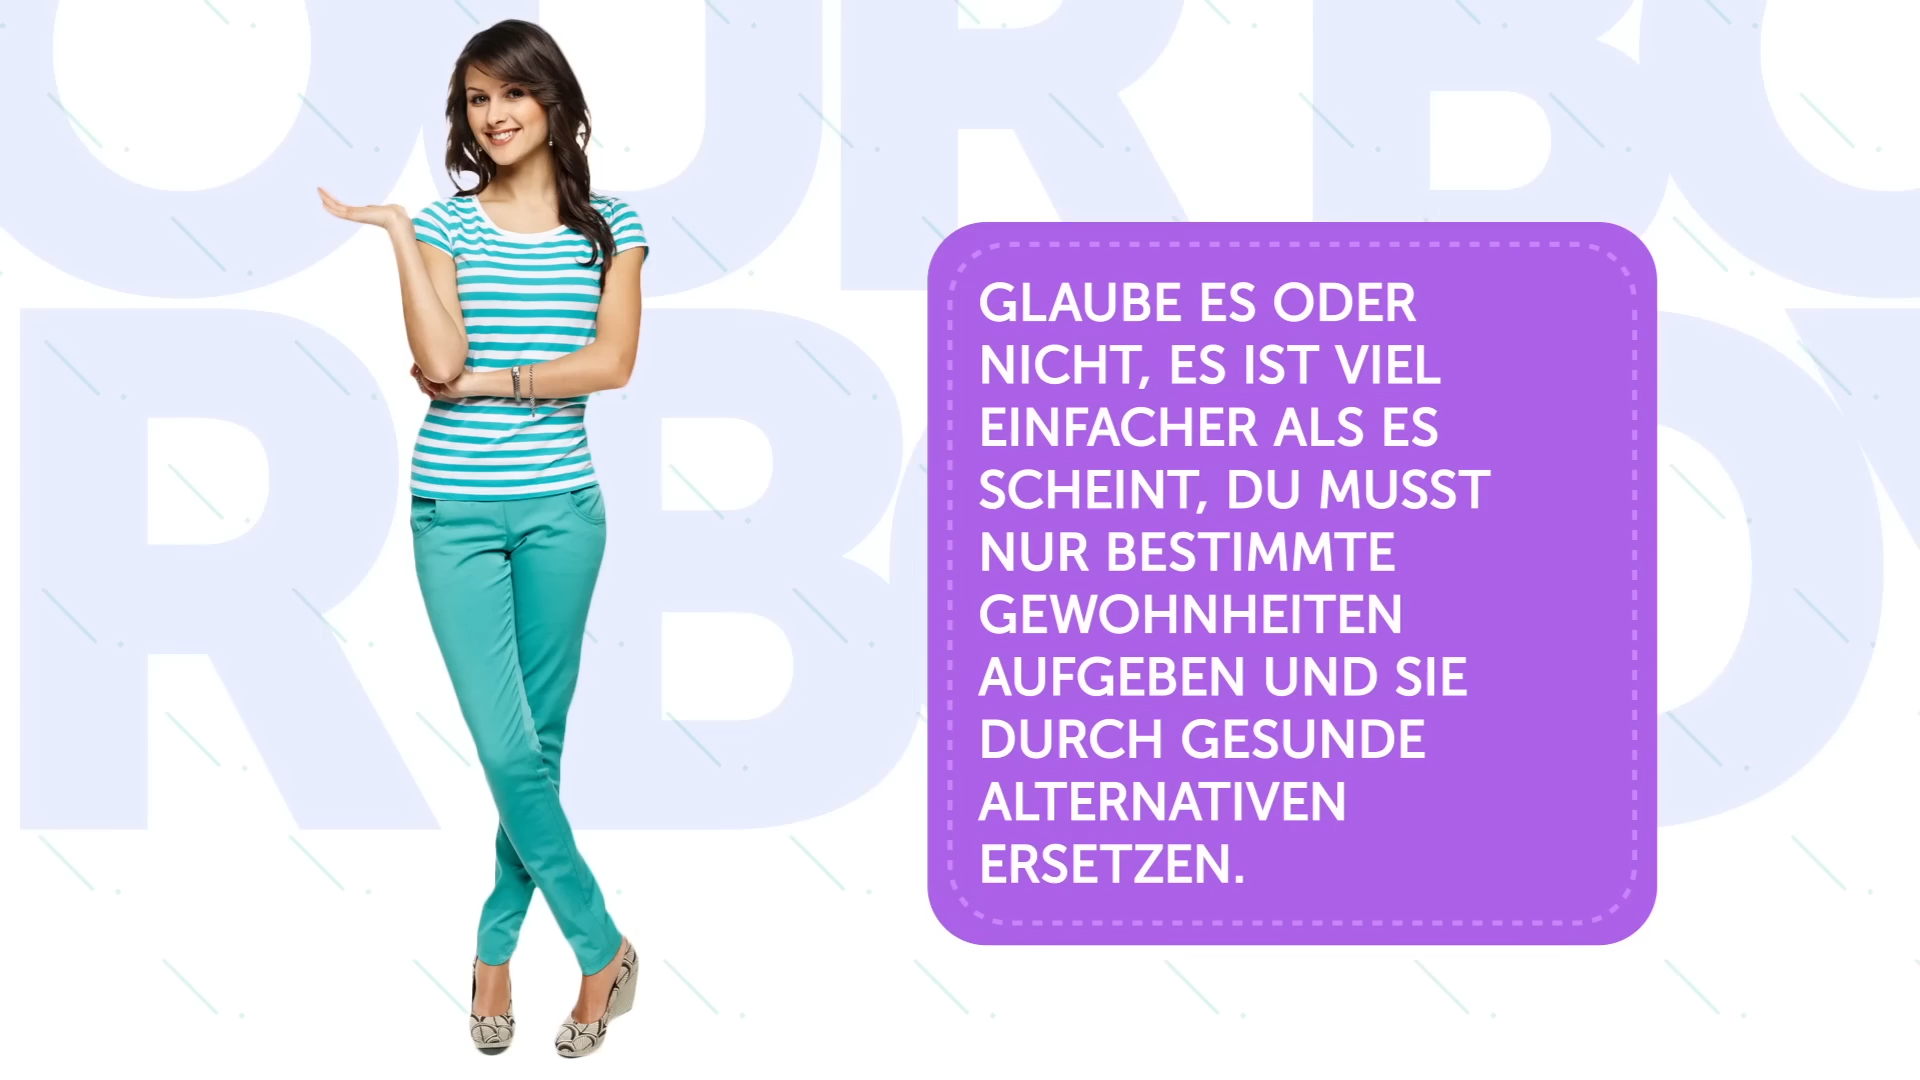 GLAUBE ES ODER
NICHT, ES IST VIEL
EINFACHER ALS ES
SCHEINT, DU MUSST
NUR BESTIMMTE
GEWOHNHEITEN
AUFGEBEN UND SIE
DURCH GESUNDE
ALTERNATIVEN
ERSETZEN.